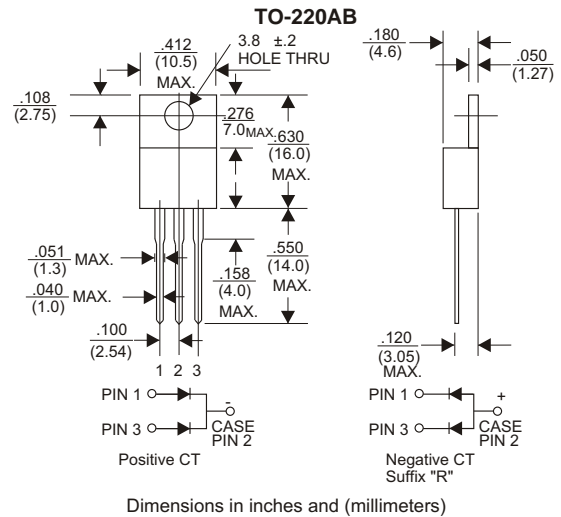 TO-220AB
.412
(10.5)
MAX.
3.8 ±.2
HOLE THRU
.180
(4.6)
.050
(1.27)
.108
(2.75)
.276
7.0MAX.
.630
(16.0)
MAX.
.051
(1.3) MAX.
.040
(1.0) MAX.
.158
(4.0)
MAX.
.550
(14.0)
MAX.
.100
(2.54)
.120
(3.05)
MAX.
1 2 3
PIN 1
-
PIN 3
CASE
PIN 2
Positive CT
PIN 1
+
PIN 3
CASE
PIN 2
Negative CT
Suffix "R"
Dimensions in inches and (millimeters)